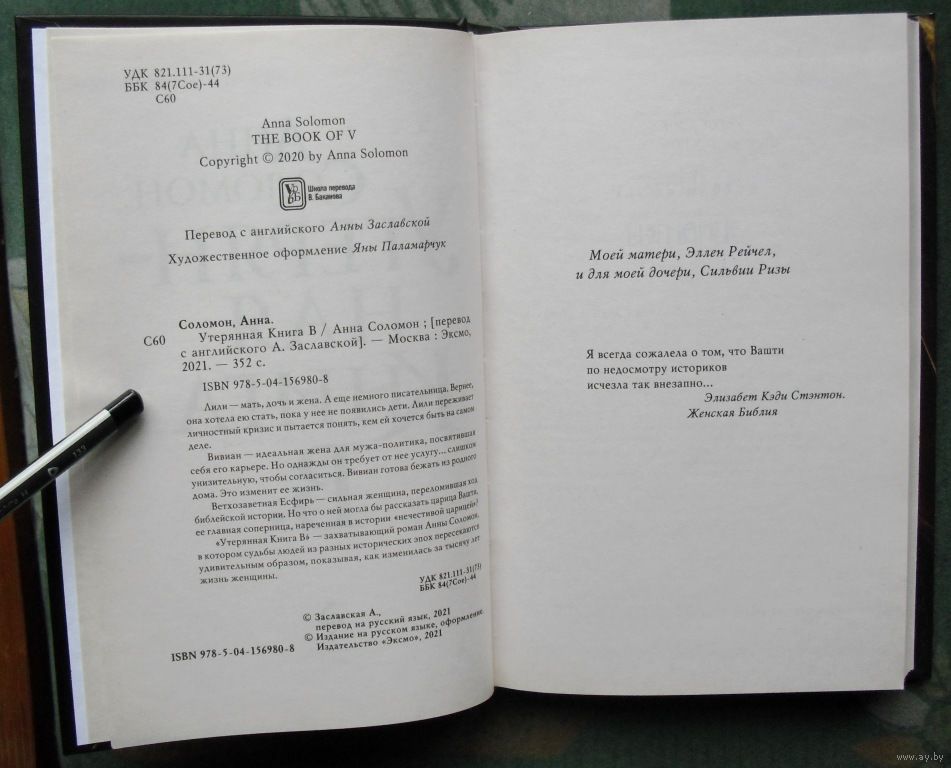 УДК 821.111-31(73)
ББК 84(7Сое)-44
С60
Anna Solomon
THE BOOK OF V
Copyright © 2020 by Anna Solomon
Школа перевода
В. Баканова
Перевод с английского Анны Заславской
Художественное оформление Яны Паламарчук
Соломон, Анна.
С60
Утерянная Книга В / Анна Соломон ; [перевод
с английского А. Заславской]. — Москва : Эксмо,
2021. — 352 с.
ISBN 978-5-04-156980-8
Лили — мать, дочь и жена. А еще немного писательница. Вернее,
она хотела ею стать, пока у нее не появились дети. Лили переживает
личностный кризис и пытается понять, кем ей хочется быть на самом
деле.
Вивиан — идеальная жена для мужа-политика, посвятившая
себя его карьере. Но однажды он требует от нее услугу... слишком
унизительную, чтобы согласиться. Вивиан готова бежать из родного
дома. Это изменит ее жизнь.
Ветхозаветная Есфирь — сильная женщина, переломившая ход
библейской истории. Но что о ней могла бы рассказать царица Вашти,
ее главная соперница, нареченная в истории «нечестивой царицей»?
«Утерянная Книга В» — захватывающий роман Анны Соломон,
в котором судьбы людей из разных исторических эпох пересекаются
удивительным образом, показывая, как изменилась за тысячу лет
жизнь женщины.
УДК 821.111-31(73)
ББК 84(7Сое)-44
© Заславская А.,
перевод на русский язык, 2021
© Издание на русском языке, оформление.
Издательство «Эксмо», 2021
ISBN 978-5-04-156980-8
Моей матери, Эллен Рейчел,
и для моей дочери, Сильвии Ризы
Я всегда сожалела о том, что Вашти
по недосмотру историков
исчезла так внезапно...
Элизабет Кэди Стэнтон.
Женская Библия
www.ay.by